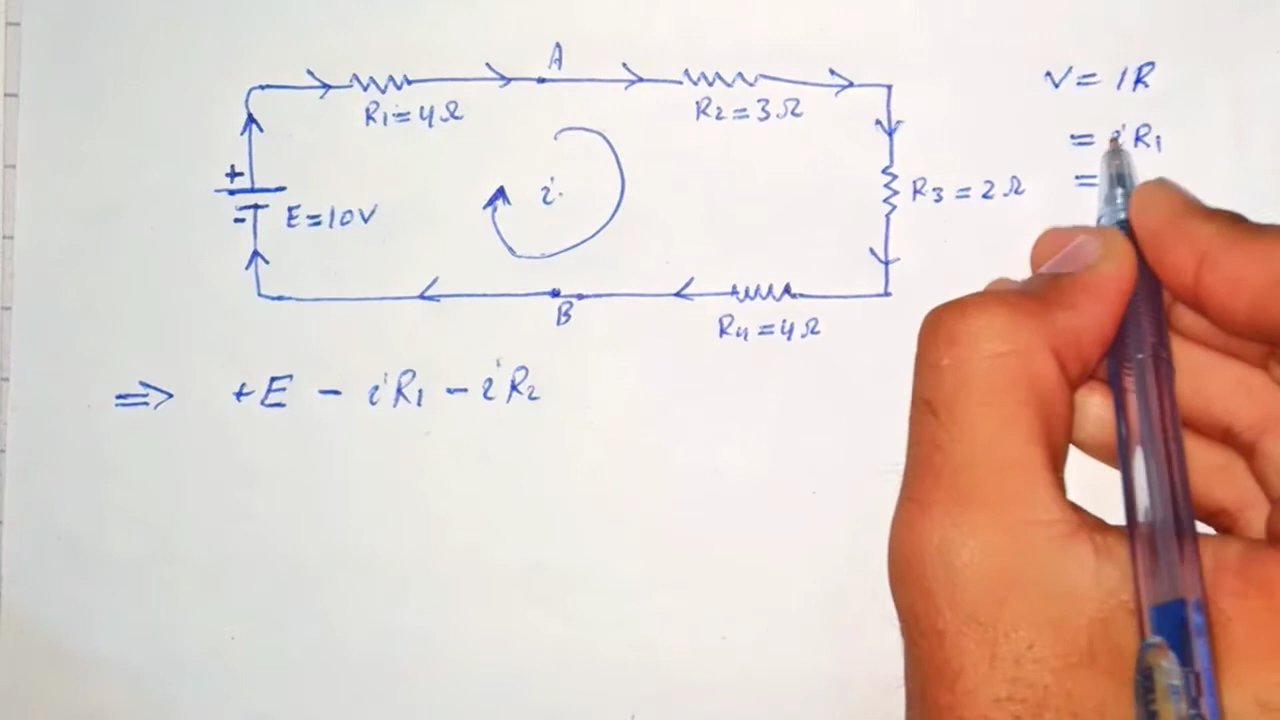 A
R1=4Ω
R2=3Ω
V=IR
=iR1
=
+
-
E=10V
i
R3=2Ω
B
R4=4Ω
⇒ +E - iR1 - iR2